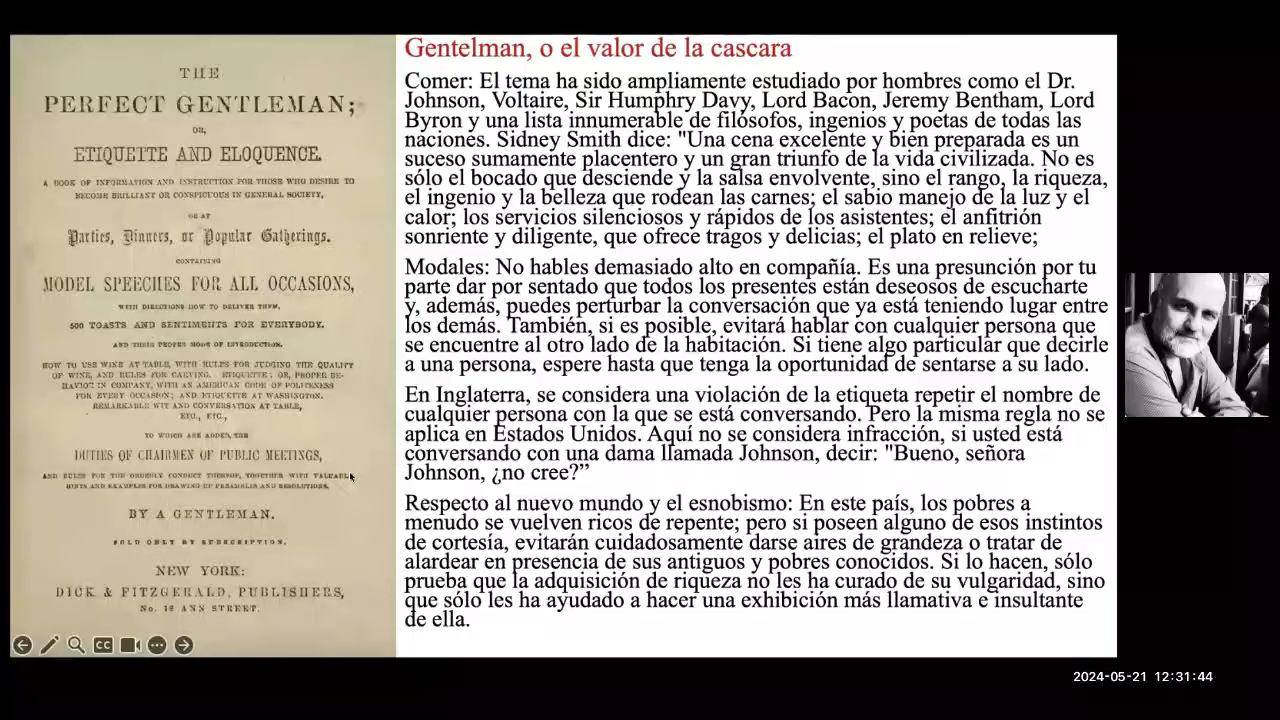 THE
PERFECT GENTLEMAN;
OR,
ETIQUETTE AND ELOQUENCE.
A BOOK OF INFORMATION AND INSTRUCTION FOR THOSE WHO DESIRE TO
BECOME BRILLIANT OR CONSPICUOUS IN GENERAL SOCIETY,
OR AT
Parties, Dinners, or Popular Gatherings.
CONTAINING
MODEL SPEECHES FOR ALL OCCASIONS,
WITH DIRECTIONS HOW TO DELIVER THEM,
500 TOASTS AND SENTIMENTS FOR EVERYBODY,
AND THEIR PROPER MODE OF INTRODUCTION.
HOW TO USE WINE AT TABLE, WITH RULES FOR JUDGING THE QUALITY
OF WINE, AND RULES FOR CARVING. ETIQUETTE; OR, PROPER BE-
HAVIOR IN COMPANY, WITH AN AMERICAN CODE OF POLITENESS
FOR EVERY OCCASION; AND ETIQUETTE AT WASHINGTON.
REMARKABLE WIT AND CONVERSATION AT TABLE,
ETC., ETC.,
TO WHICH ARE ADDED, THE
DUTIES OF CHAIRMEN OF PUBLIC MEETINGS,
AND RULES FOR THE ORDERLY CONDUCT THEREOF, TOGETHER WITH VALUABLE
HINTS AND EXAMPLES FOR DRAWING UP PREAMBLES AND RESOLUTIONS.
BY A GENTLEMAN.
SOLD ONLY BY SUBSCRIPTION.
NEW YORK:
DICK & FITZGERALD, PUBLISHERS,
No. 18 ANN STREET.
CC
Gentelman, o el valor de la cascara
Comer: El tema ha sido ampliamente estudiado por hombres como el Dr.
Johnson, Voltaire, Sir Humphry Davy, Lord Bacon, Jeremy Bentham, Lord
Byron y una lista innumerable de filósofos, ingenios y poetas de todas las
naciones. Sidney Smith dice: "Una cena excelente y bien preparada es un
suceso sumamente placentero y un gran triunfo de la vida civilizada. No es
sólo el bocado que desciende y la salsa envolvente, sino el rango, la riqueza,
el ingenio y la belleza que rodean las carnes; el sabio manejo de la luz y el
calor; los servicios silenciosos y rápidos de los asistentes; el anfitrión
sonriente y diligente, que ofrece tragos y delicias; el plato en relieve;
Modales: No hables demasiado alto en compañía. Es una presunción por tu
parte dar por sentado que todos los presentes están deseosos de escucharte
y, además, puedes perturbar la conversación que ya está teniendo lugar entre
los demás. También, si es posible, evitará hablar con cualquier persona que
se encuentre al otro lado de la habitación. Si tiene algo particular que decirle
a una persona, espere hasta que tenga la oportunidad de sentarse a su lado.
En Inglaterra, se considera una violación de la etiqueta repetir el nombre de
cualquier persona con la que se está conversando. Pero la misma regla no se
aplica en Estados Unidos. Aquí no se considera infracción, si usted está
conversando con una dama llamada Johnson, decir: "Bueno, señora
Johnson, ¿no cree?”
Respecto al nuevo mundo y el esnobismo: En este país, los pobres a
menudo se vuelven ricos de repente; pero si poseen alguno de esos instintos
de cortesía, evitarán cuidadosamente darse aires de grandeza o tratar de
alardear en presencia de sus antiguos y pobres conocidos. Si lo hacen, sólo
prueba que la adquisición de riqueza no les ha curado de su vulgaridad, sino
que sólo les ha ayudado a hacer una exhibición más llamativa e insultante
de ella.
2024-05-21 12:31:44